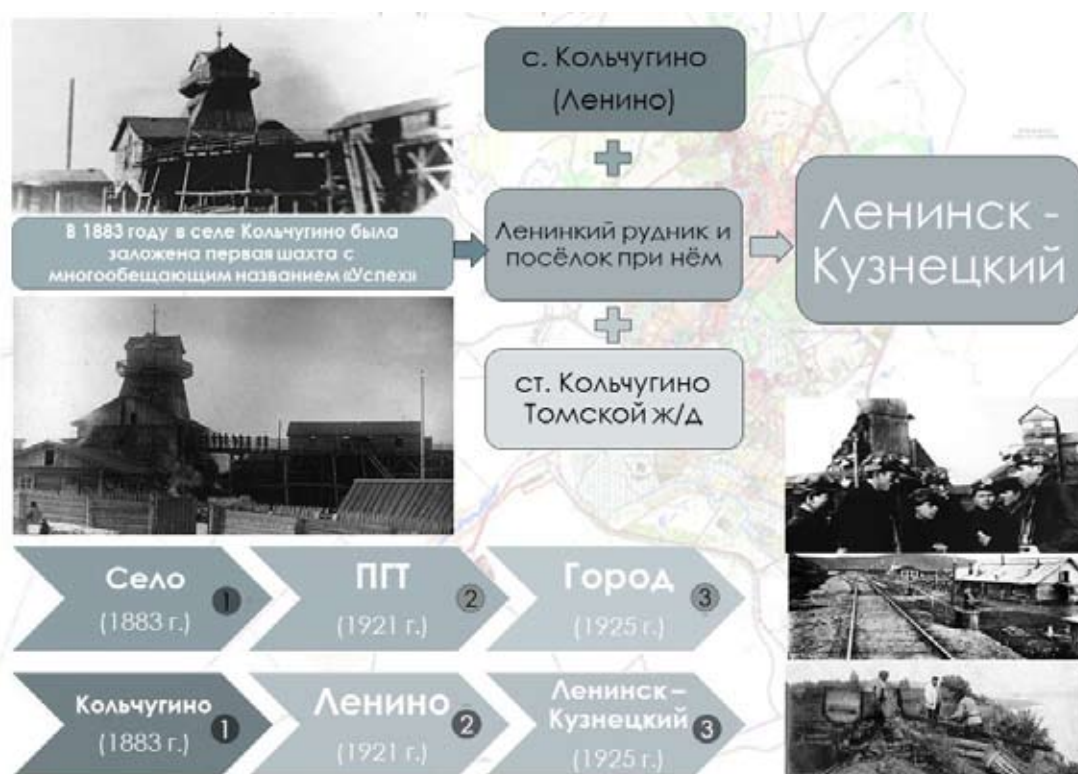 с. Кольчугино
(Ленино)
В 1883 году в селе Кольчугино была
заложена первая шахта с
многообещающим названием «Успех»
Ленинкий рудник и
посёлок при нём
Ленинск -
Кузнецкий
ст. Кольчугино
Томской ж/д
Село
(1883 г.)
1
ПГТ
(1921 г.)
2
Город
(1925 г.)
3
Кольчугино
(1883 г.)
1
Ленино
(1921 г.)
2
Ленинск –
Кузнецкий
(1925 г.)
3